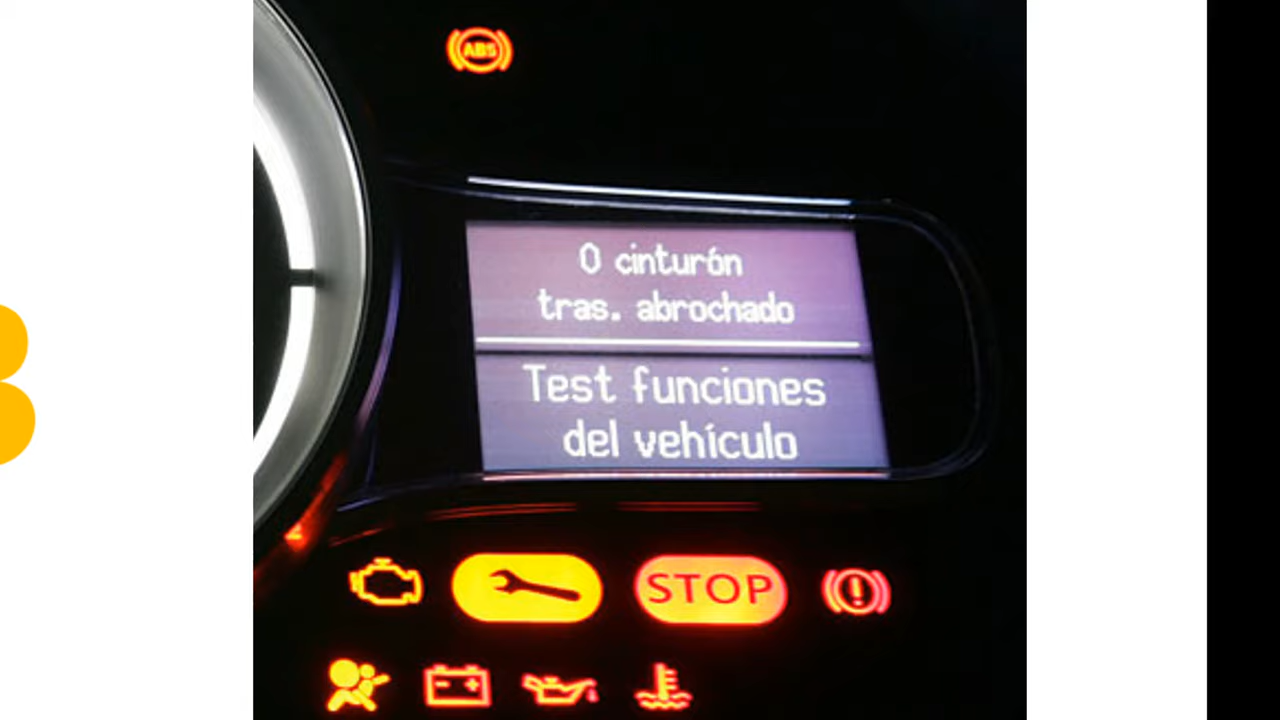 ABS
0 cinturón
tras. abrochado
Test funciones
del vehículo
STOP